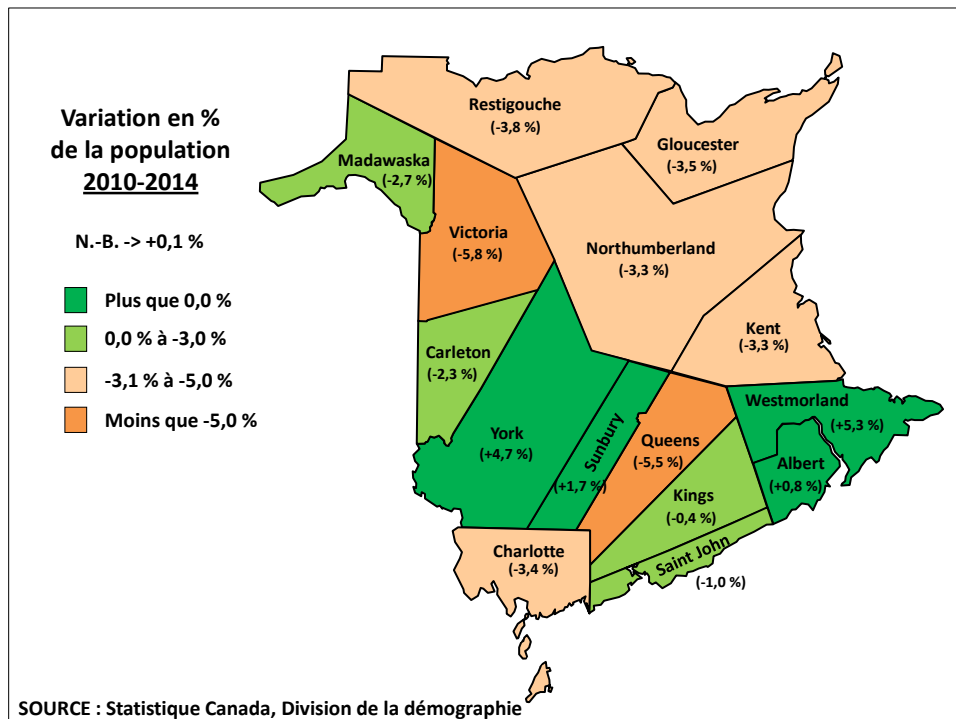 Variation en %
de la population
2010-2014
N.-B. -> +0,1 %
Plus que 0,0 %
0,0 % à -3,0 %
-3,1 % à -5,0 %
Moins que -5,0 %
Restigouche
(-3,8 %)
Gloucester
(-3,5 %)
Madawaska
(-2,7 %)
Victoria
(-5,8 %)
Northumberland
(-3,3 %)
Kent
(-3,3 %)
Carleton
(-2,3 %)
York
(+4,7 %)
Sunbury
(+1,7 %)
Queens
(-5,5 %)
Westmorland
(+5,3 %)
Albert
(+0,8 %)
Kings
(-0,4 %)
Saint John
(-1,0 %)
Charlotte
(-3,4 %)
SOURCE : Statistique Canada, Division de la démographie